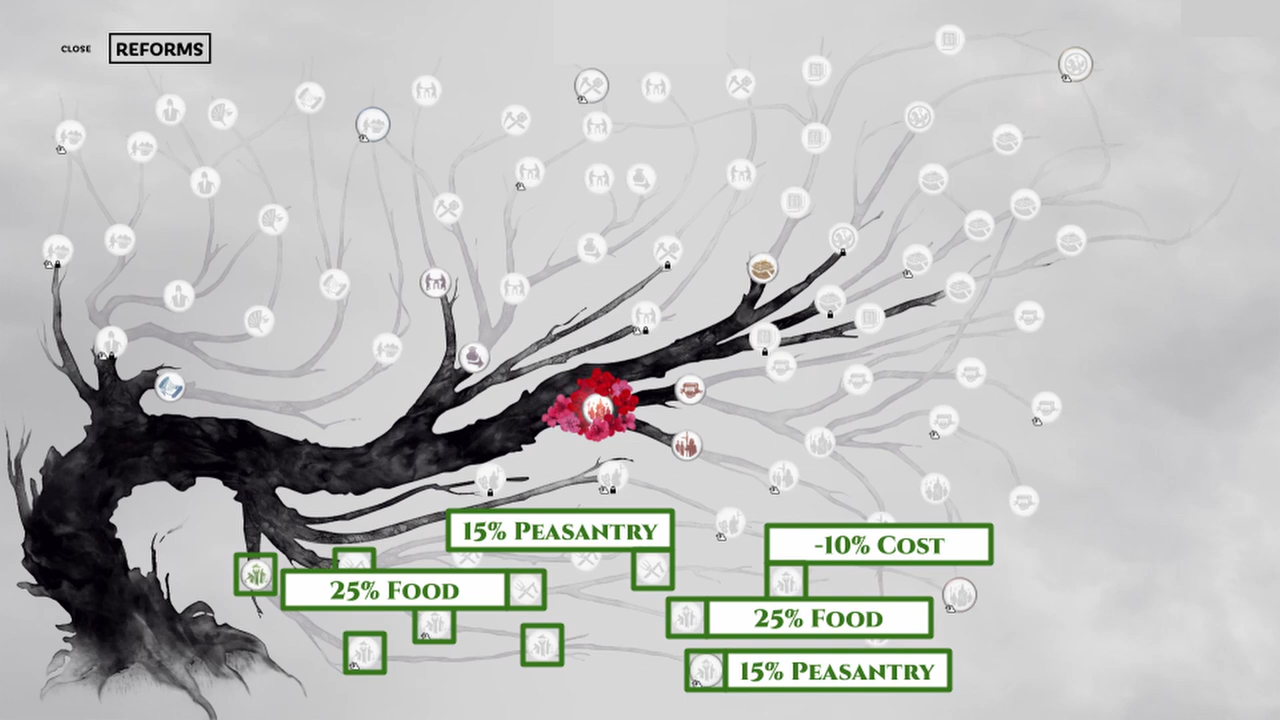 CLOSE
REFORMS
15% PEASANTRY
-10% COST
25% FOOD
25% FOOD
15% PEASANTRY